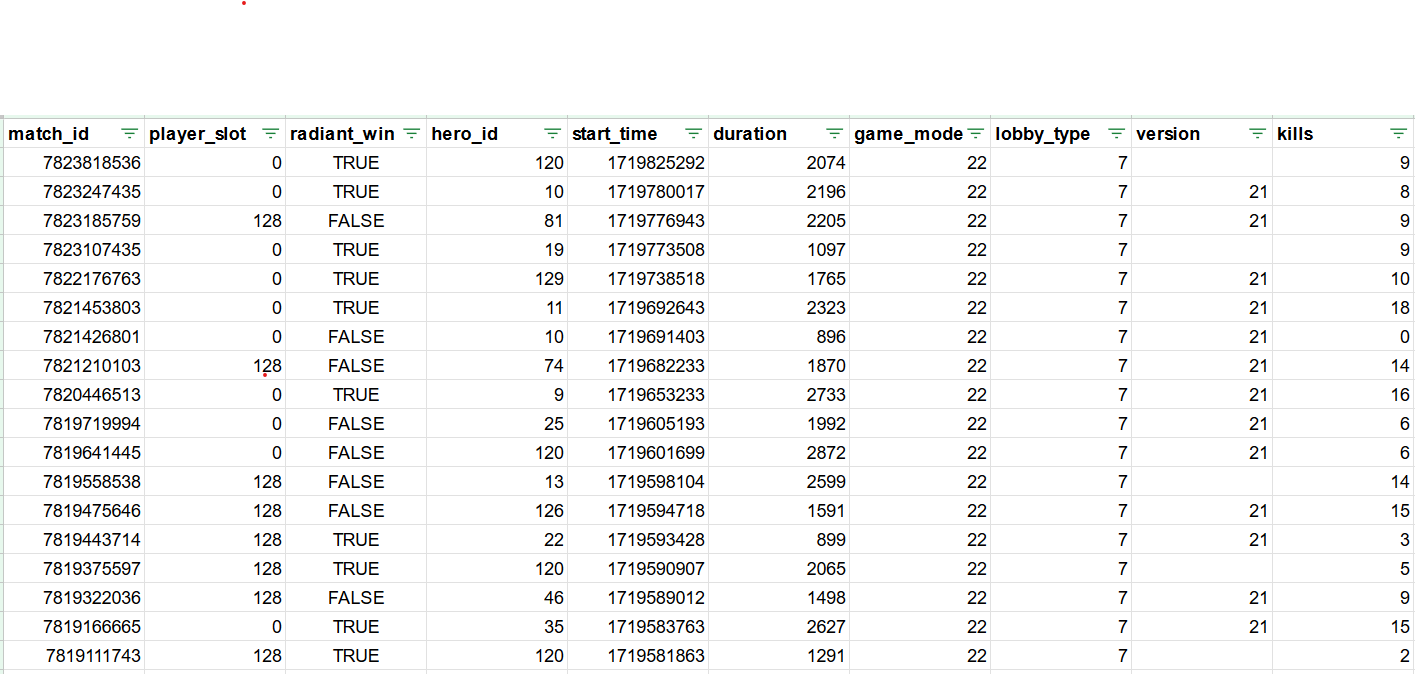 match_id player_slot radiant_win hero_id start_time duration game_mode lobby_type version kills
7823818536 0 TRUE 120 1719825292 2074 22 7 9
7823247435 0 TRUE 10 1719780017 2196 22 7 21 8
7823185759 128 FALSE 81 1719776943 2205 22 7 21 9
7823107435 0 TRUE 19 1719773508 1097 22 7 9
7822176763 0 TRUE 129 1719738518 1765 22 7 21 10
7821453803 0 TRUE 11 1719692643 2323 22 7 21 18
7821426801 0 FALSE 10 1719691403 896 22 7 21 0
7821210103 128 FALSE 74 1719682233 1870 22 7 21 14
7820446513 0 TRUE 9 1719653233 2733 22 7 21 16
7819719994 0 FALSE 25 1719605193 1992 22 7 21 6
7819641445 0 FALSE 120 1719601699 2872 22 7 21 6
7819558538 128 FALSE 13 1719598104 2599 22 7 14
7819475646 128 FALSE 126 1719594718 1591 22 7 21 15
7819443714 128 TRUE 22 1719593428 899 22 7 21 3
7819375597 128 TRUE 120 1719590907 2065 22 7 5
7819322036 128 FALSE 46 1719589012 1498 22 7 21 9
7819166665 0 TRUE 35 1719583763 2627 22 7 21 15
7819111743 128 TRUE 120 1719581863 1291 22 7 2